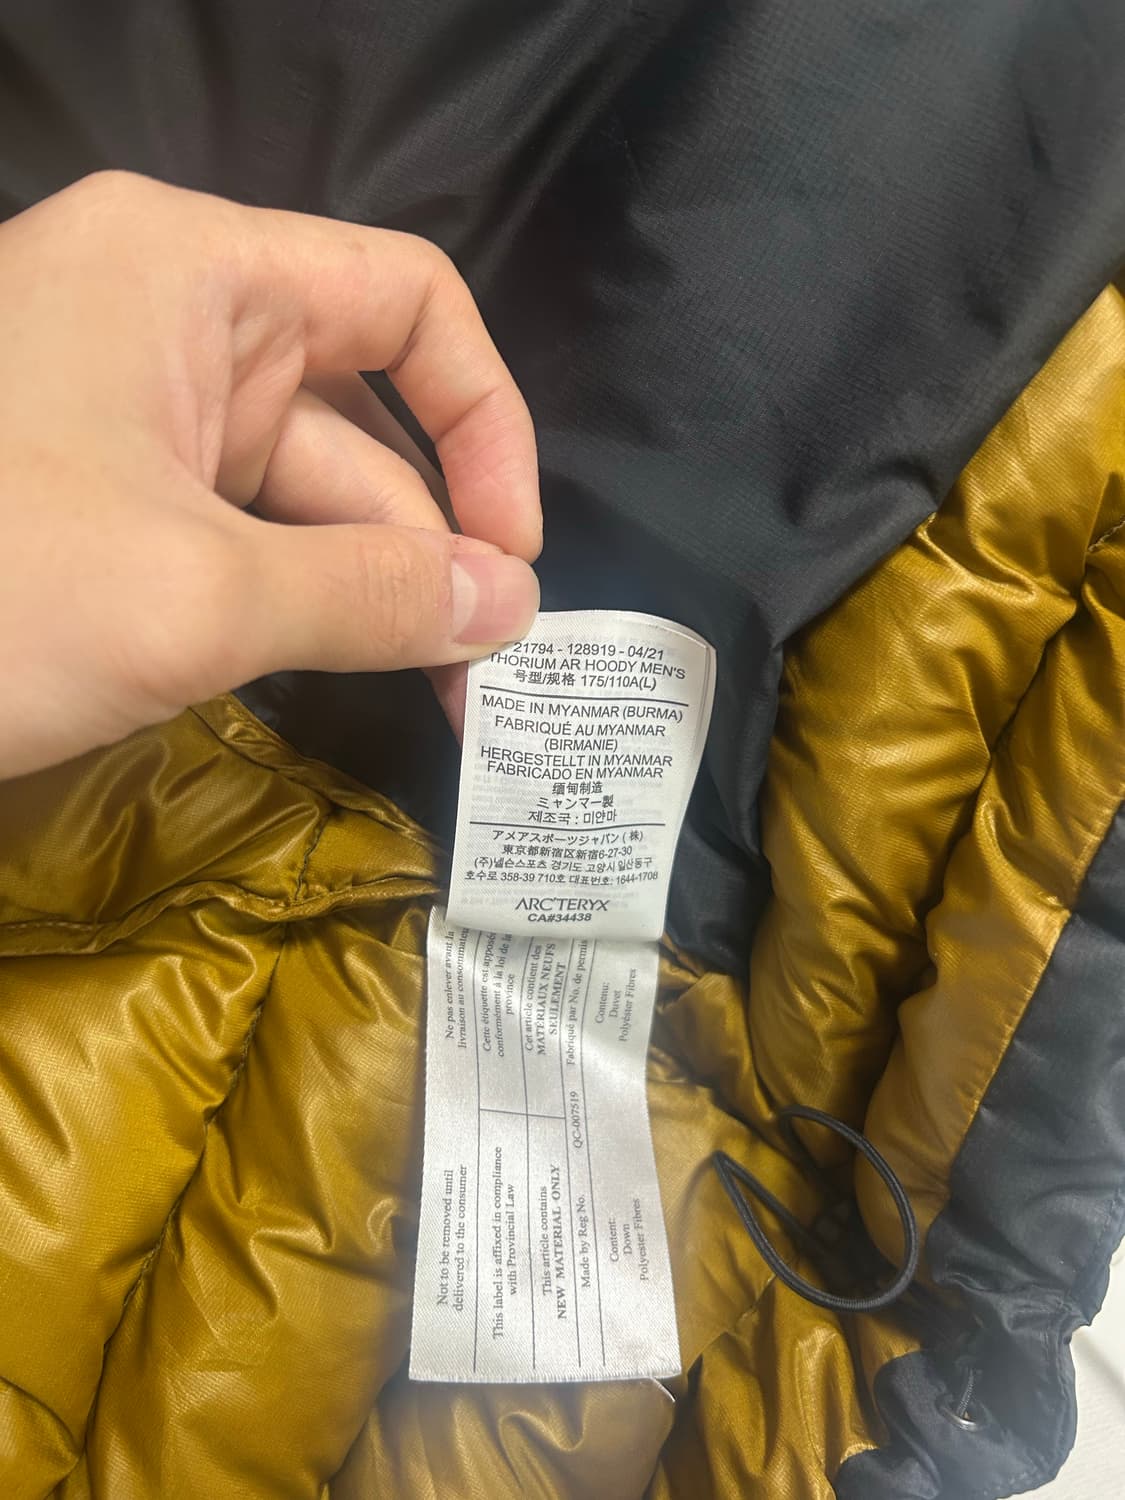 21794 - 128919 - 04/21
THORIUM AR HOODY MEN'S
号型/规格 175/110A(L)
MADE IN MYANMAR (BURMA)
FABRIQUÉ AU MYANMAR
(BIRMANIE)
HERGESTELLT IN MYANMAR
FABRICADO EN MYANMAR
缅甸制造
ミャンマー製
제조국 : 미얀마
アメアスポーツジャパン ( 株)
東京都新宿区新宿6-27-30
(주)넬슨스포츠 경기도 고양시 일산동구
호수로 358-39 710호 대표번호: 1644-1708
ARC'TERYX
CA#34438
Ne pas enlever avant la
livraison au consommateur
Cette étiquette est apposée
conformément à la loi de la
province
Cet article contient des
MATÉRIAUX NEUFS
SEULEMENT
Fabriqué par No. de permis
Contenu:
Duvet
Polyéster Fibres
QC-007519
Not to be removed until
delivered to the consumer
This label is affixed in compliance
with Provincial Law
This article contains
NEW MATERIAL ONLY
Made by Reg No.
Content:
Down
Polyester Fibres